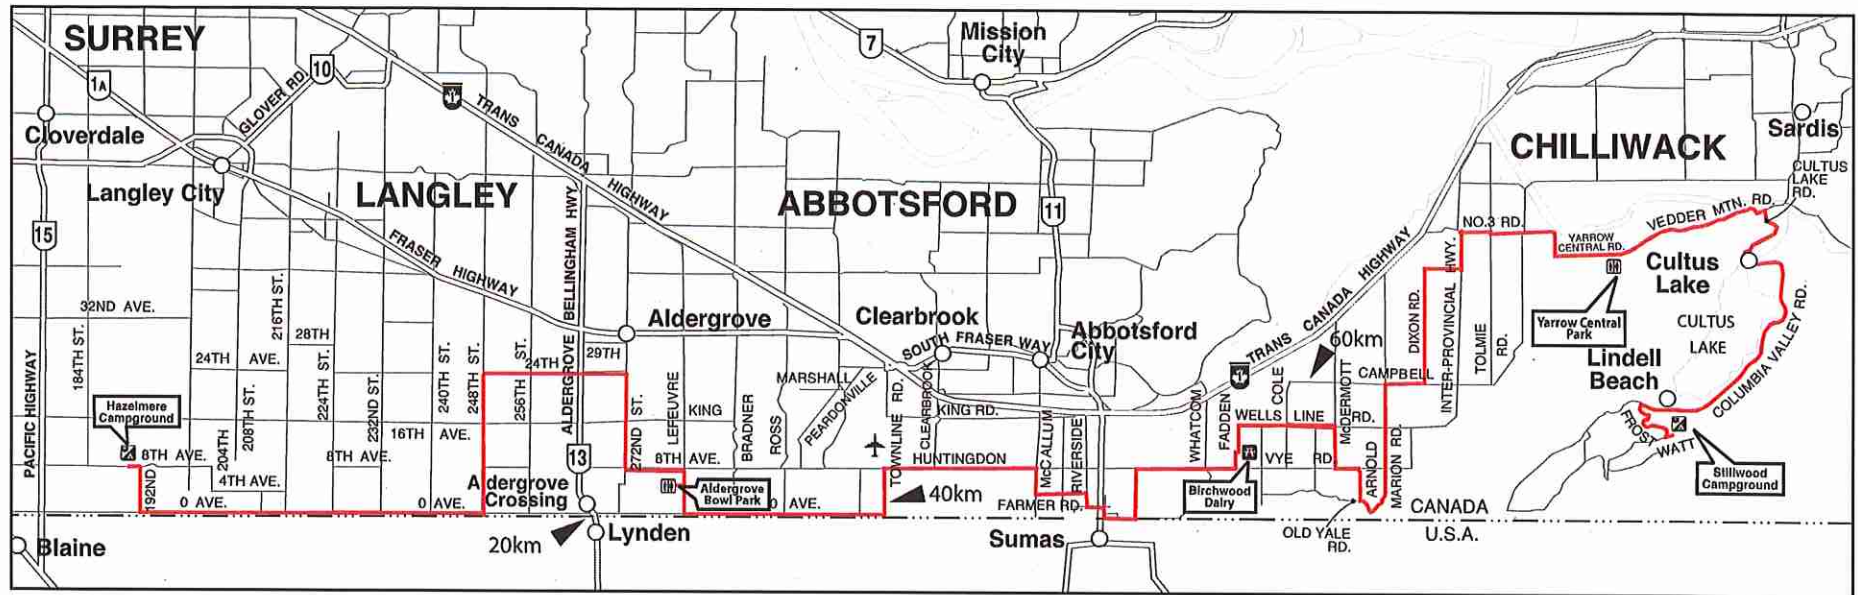 SURREY
1A
GLOVER RD.
10
TRANS CANADA HIGHWAY
7
Mission
City
Cloverdale
Langley City
LANGLEY
ABBOTSFORD
11
CHILLIWACK
Sardis
CULTUS
LAKE
RD.
15
FRASER HIGHWAY
ALDERGROVE BELLINGHAM HWY
TRANS CANADA HIGHWAY
1
NO.3 RD.
VEDDER MTN. RD.
YARROW
CENTRAL RD.
Cultus
Lake
32ND AVE.
216TH ST.
28TH
24TH AVE.
184TH ST.
PACIFIC HIGHWAY
208TH ST.
204TH
224TH ST.
232ND ST.
240TH ST.
248TH ST.
256TH ST.
24TH
29TH
Aldergrove
Clearbrook
SOUTH FRASER WAY
Abbotsford
City
60km
DIXON RD.
INTER-PROVINCIAL HWY.
TOLMIE RD.
Yarrow Central
Park
CULTUS
LAKE
Lindell
Beach
COLUMBIA VALLEY RD.
Hazelmere
Campground
16TH AVE.
8TH AVE.
8TH AVE.
4TH AVE.
192ND
0 AVE.
0 AVE.
13
272ND ST.
LEFEUVRE
KING
BRADNER
ROSS
MARSHALL
PEARDONVILLE
TOWNLINE RD.
CLEARBROOK
KING RD.
McCALLUM
RIVERSIDE
WHATCOM
FADDEN
COLE
McDERMOTT
RD.
CAMPBELL
WELLS LINE
VYE RD.
ARNOLD
MARION RD.
FROST
WATT
Stillwood
Campground
8TH AVE.
HUNTINGDON
Aldergrove
Crossing
Aldergrove
Bowl Park
0 AVE.
40km
FARMER RD.
Birchwood
Dairy
OLD YALE
RD.
CANADA
U.S.A.
Blaine
20km
Lynden
Sumas